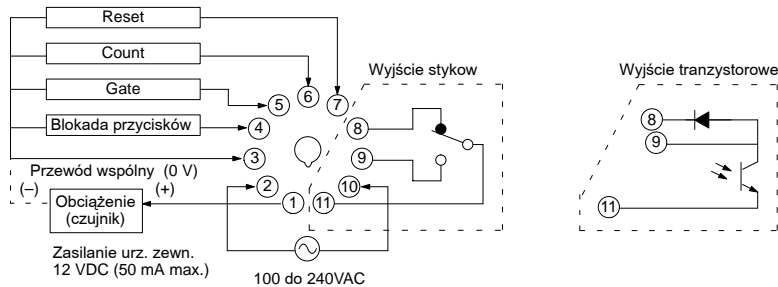 Reset
Count
Gate
Blokada przycisków
Przewód wspólny (0 V)
(–)
(+)
Obciążenie
(czujnik)
Zasilanie urz. zewn.
12 VDC (50 mA max.)
100 do 240VAC
1
2
3
4
5
6
7
8
9
10
11
Wyjście stykow
Wyjście tranzystorowe
8
9
11